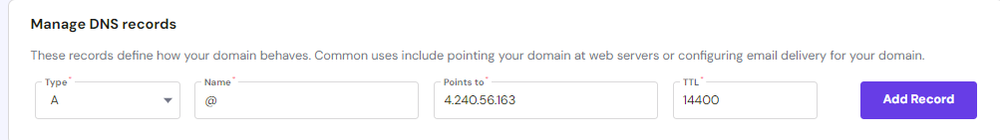 Manage DNS records
These records define how your domain behaves. Common uses include pointing your domain at web servers or configuring email delivery for your domain.
Type* Name* Points to* TTL*
A @ 4.240.56.163 14400 Add Record